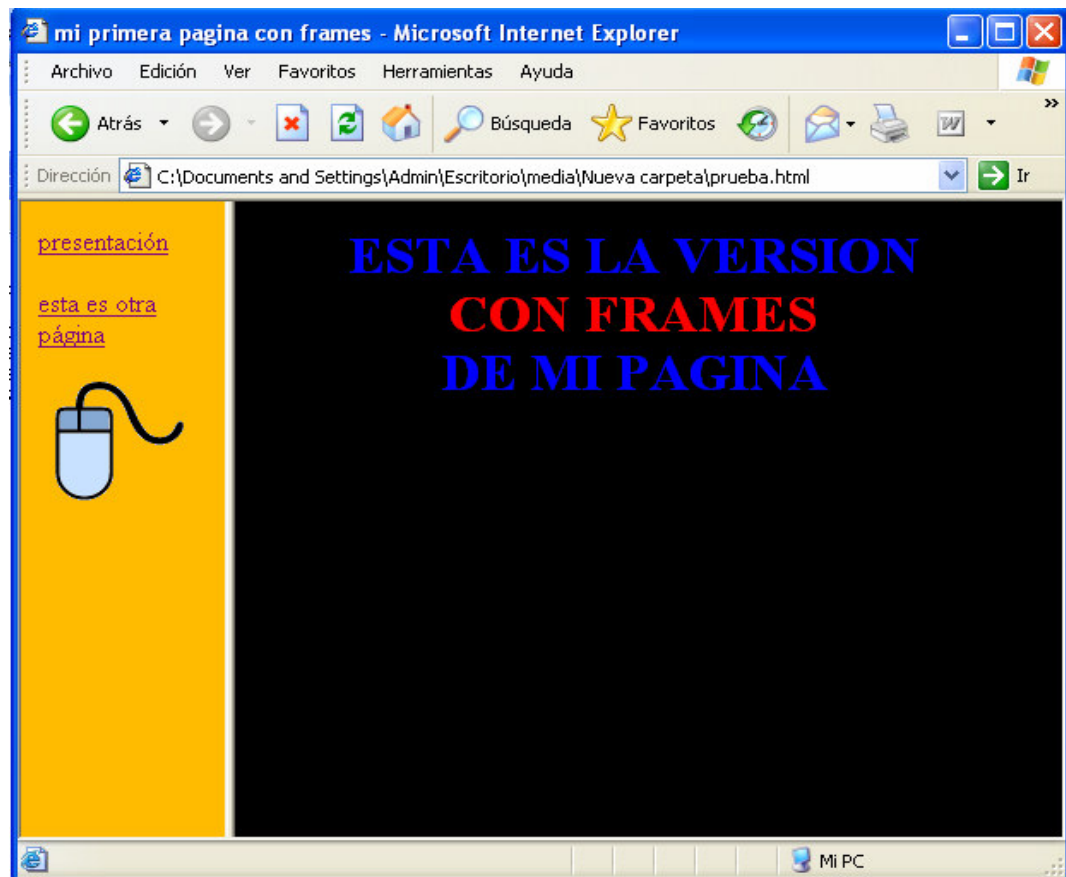 mi primera pagina con frames - Microsoft Internet Explorer
Archivo Edición Ver Favoritos Herramientas Ayuda
Atrás Búsqueda Favoritos W »
Dirección C:\Documents and Settings\Admin\Escritorio\media\Nueva carpeta\prueba.html Ir
presentación
esta es otra
página
ESTA ES LA VERSION
CON FRAMES
DE MI PAGINA
Mi PC